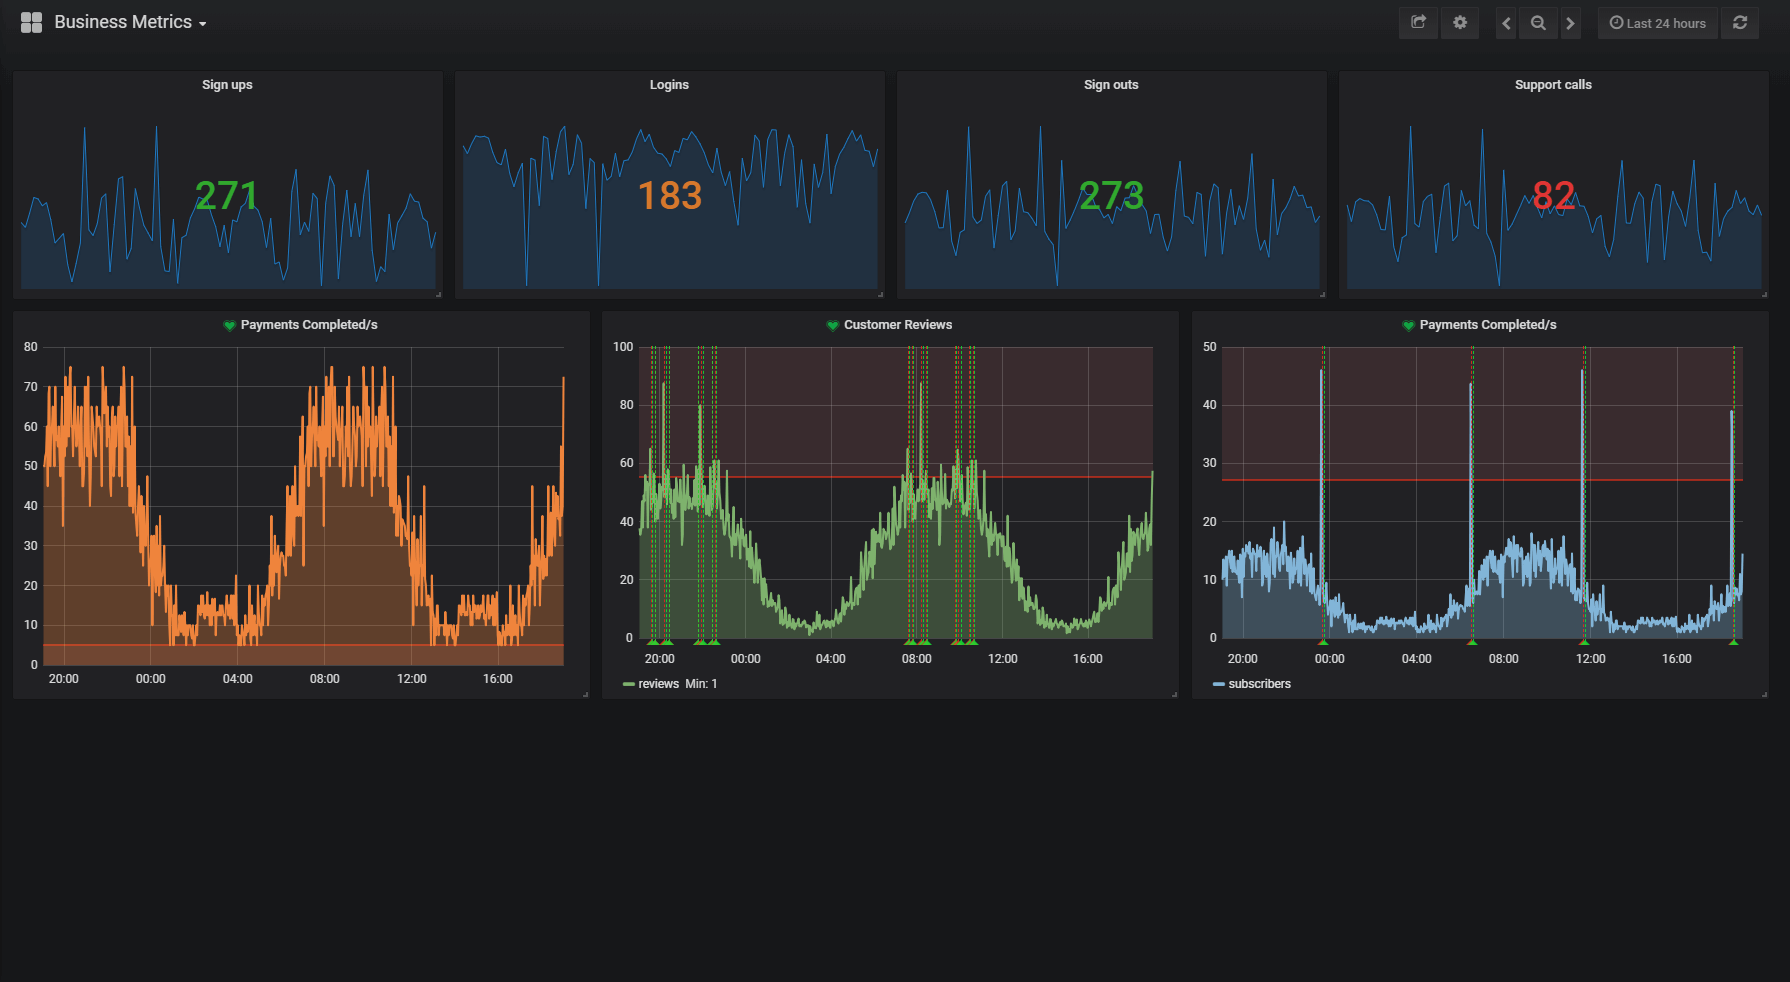 Business Metrics
Last 24 hours
Sign ups
271
Logins
183
Sign outs
273
Support calls
82
Payments Completed/s
80
70
60
50
40
30
20
10
0
20:00 00:00 04:00 08:00 12:00 16:00
Customer Reviews
100
80
60
40
20
0
20:00 00:00 04:00 08:00 12:00 16:00
reviews Min: 1
Payments Completed/s
50
40
30
20
10
0
20:00 00:00 04:00 08:00 12:00 16:00
subscribers